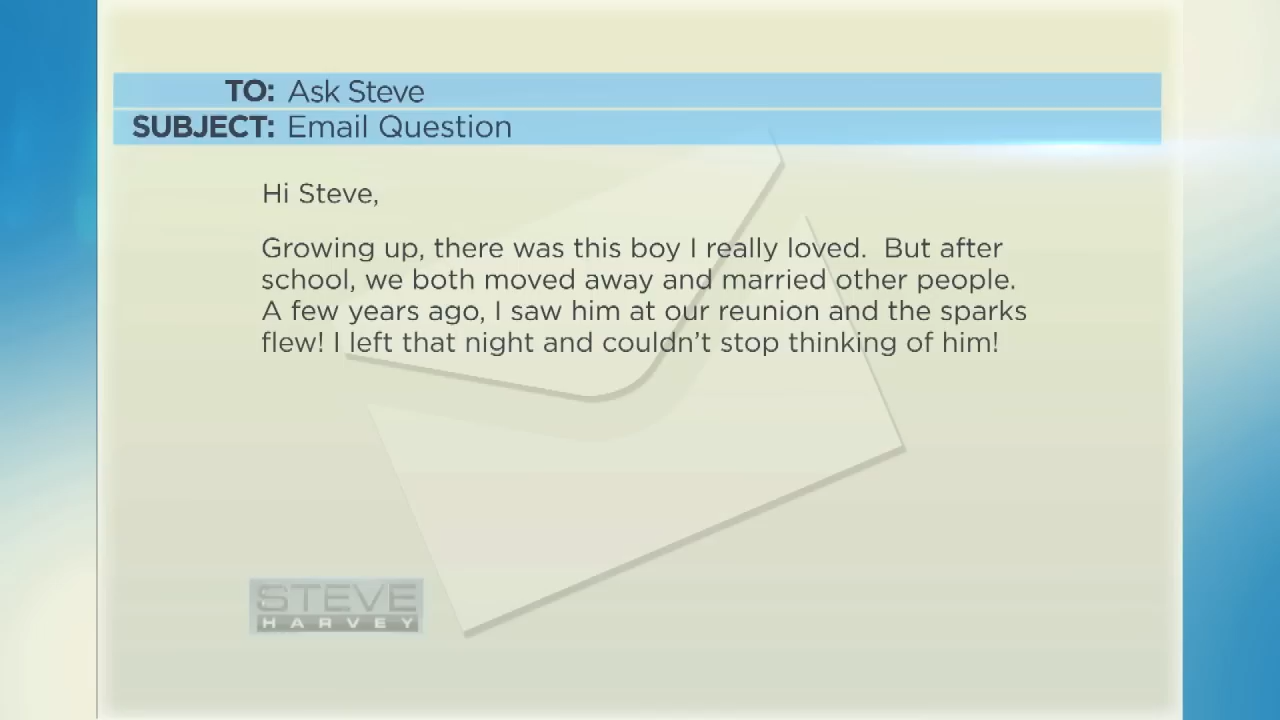 TO: Ask Steve
SUBJECT: Email Question
Hi Steve,
Growing up, there was this boy I really loved.  But after
school, we both moved away and married other people.
A few years ago, I saw him at our reunion and the sparks
flew! I left that night and couldn’t stop thinking of him!
STEVE
HARVEY